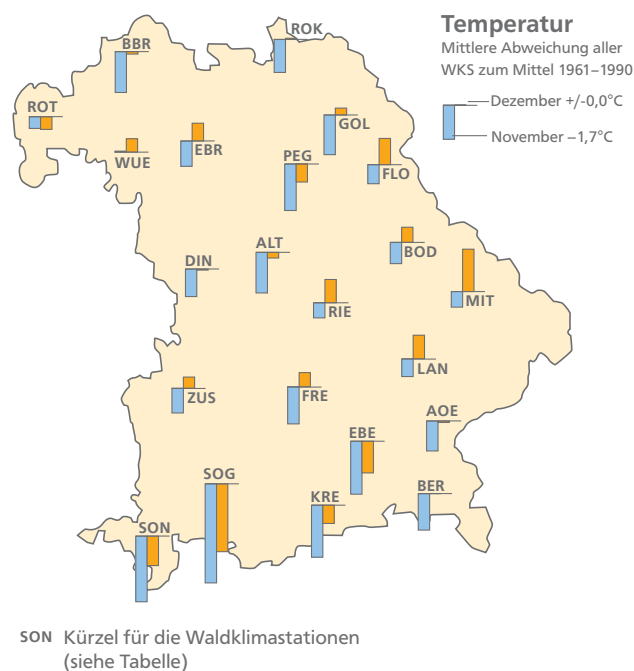 Temperatur
Mittlere Abweichung aller
WKS zum Mittel 1961–1990
Dezember +/-0,0°C
November –1,7°C
ROK
BBR
ROT
GOL
WUE
EBR
PEG
FLO
ALT
BOD
DIN
MIT
RIE
LAN
ZUS
FRE
AOE
EBE
SOG
BER
KRE
SON
SON Kürzel für die Waldklimastationen
(siehe Tabelle)